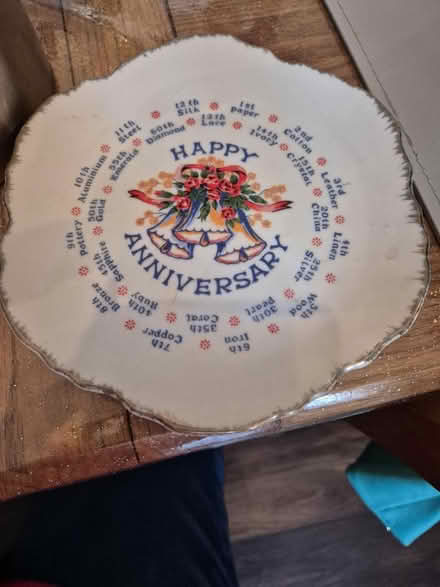 HAPPY
ANNIVERSARY
1st
Paper
2nd
Cotton
3rd
Leather
4th
Linen
5th
Wood
6th
Iron
7th
Copper
8th
Bronze
9th
Pottery
10th
Aluminium
11th
Steel
12th
Silk
13th
Lace
14th
Ivory
15th
Crystal
20th
China
25th
Silver
30th
Pearl
35th
Coral
40th
Ruby
45th
Sapphire
50th
Gold
55th
Emerald
60th
Diamond